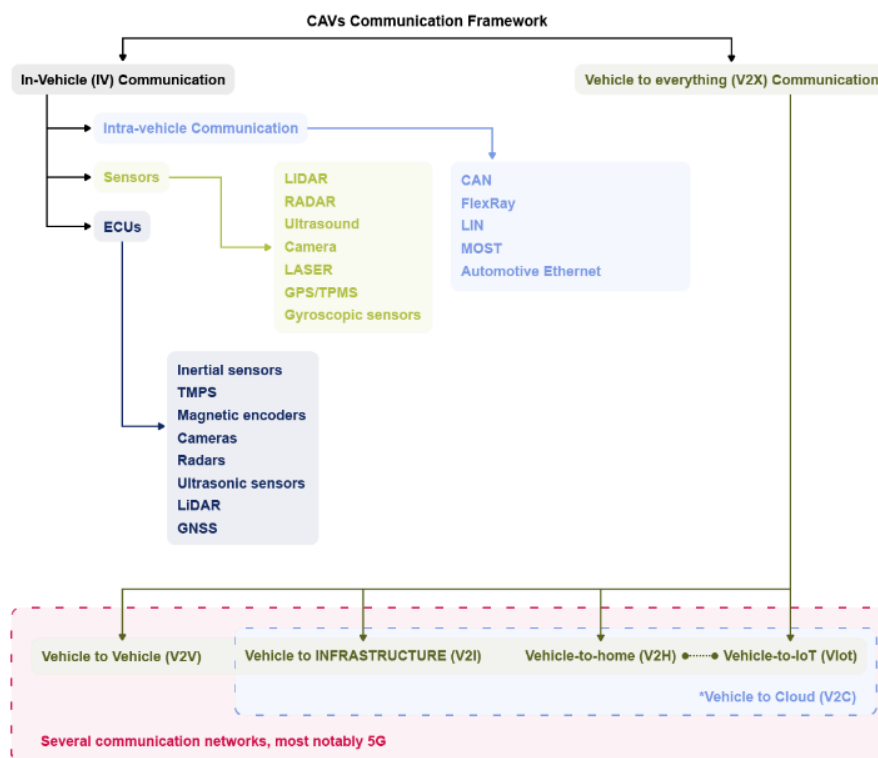 CAVs Communication Framework
In-Vehicle (IV) Communication
Vehicle to everything (V2X) Communication
Intra-vehicle Communication
Sensors
ECUs
LIDAR
RADAR
Ultrasound
Camera
LASER
GPS/TPMS
Gyroscopic sensors
CAN
FlexRay
LIN
MOST
Automotive Ethernet
Inertial sensors
TMPS
Magnetic encoders
Cameras
Radars
Ultrasonic sensors
LiDAR
GNSS
Vehicle to Vehicle (V2V)
Vehicle to INFRASTRUCTURE (V2I)
Vehicle-to-home (V2H)
Vehicle-to-IoT (VIot)
*Vehicle to Cloud (V2C)
Several communication networks, most notably 5G